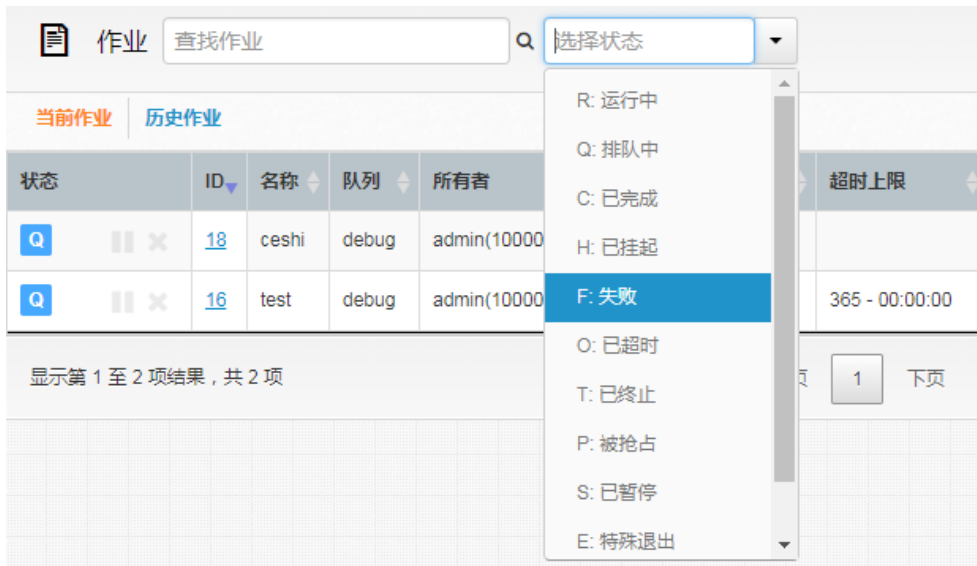 作业 查找作业 选择状态
当前作业 历史作业
状态 ID 名称 队列 所有者 超时上限
Q 18 ceshi debug admin(10000
Q 16 test debug admin(10000 365 - 00:00:00
显示第 1 至 2 项结果，共 2 项 页 1 下页
R: 运行中
Q: 排队中
C: 已完成
H: 已挂起
F: 失败
O: 已超时
T: 已终止
P: 被抢占
S: 已暂停
E: 特殊退出